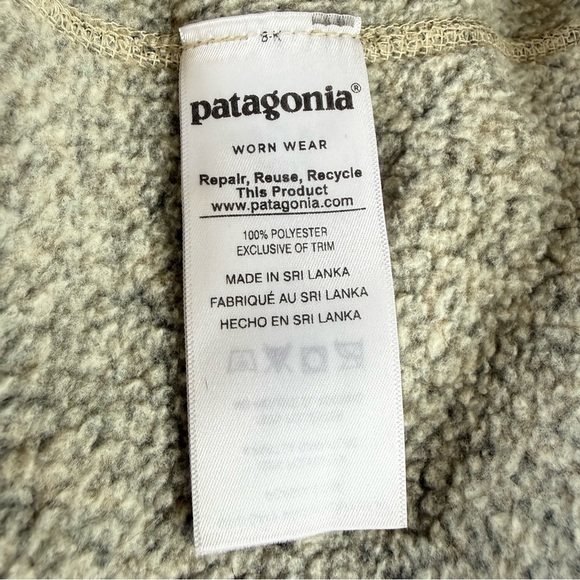 patagonia®
WORN WEAR
Repair, Reuse, Recycle
This Product
www.patagonia.com
100% POLYESTER
EXCLUSIVE OF TRIM
MADE IN SRI LANKA
FABRIQUÉ AU SRI LANKA
HECHO EN SRI LANKA